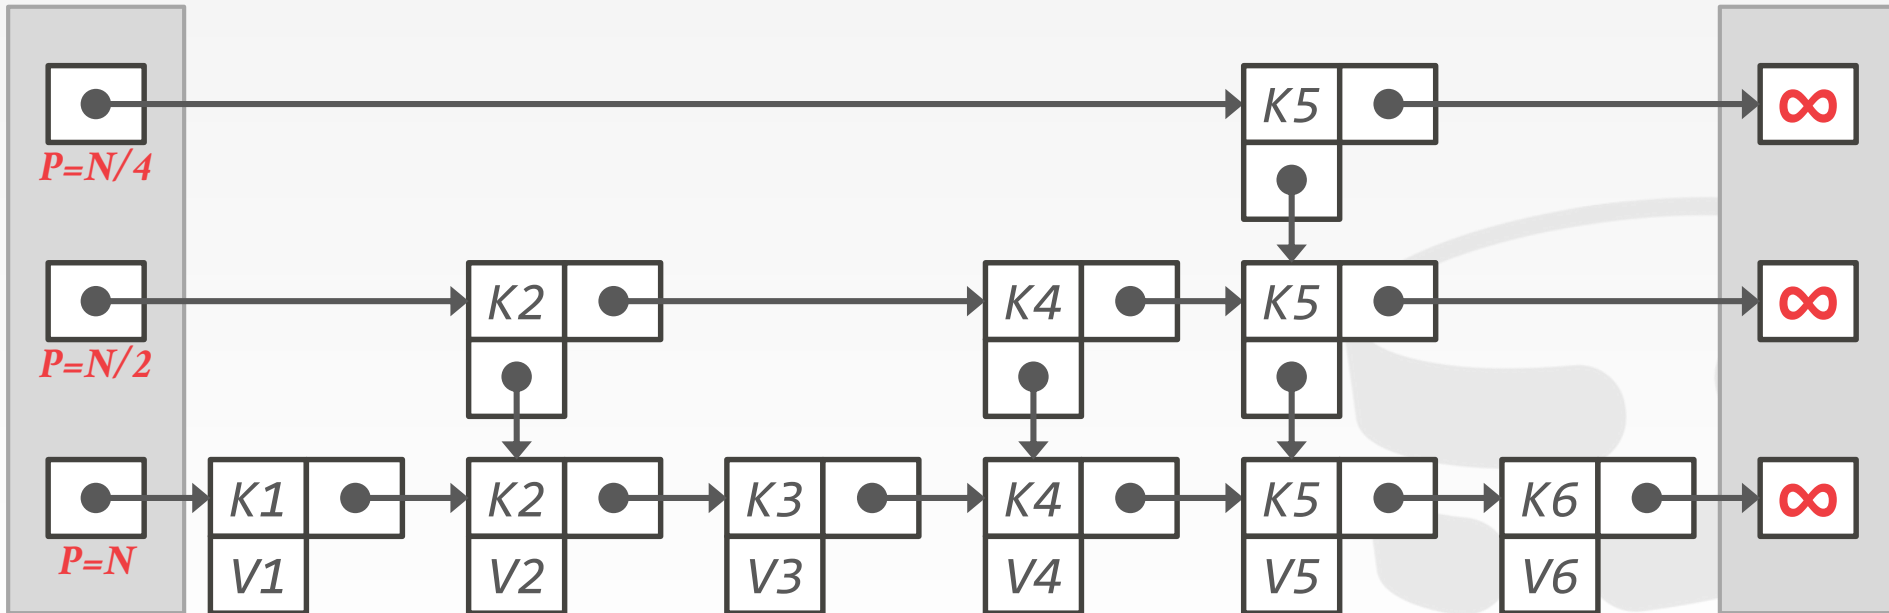 K5 ∞
P=N/4
K2 K4 K5 ∞
P=N/2
K1 K2 K3 K4 K5 K6 ∞
P=N
V1 V2 V3 V4 V5 V6